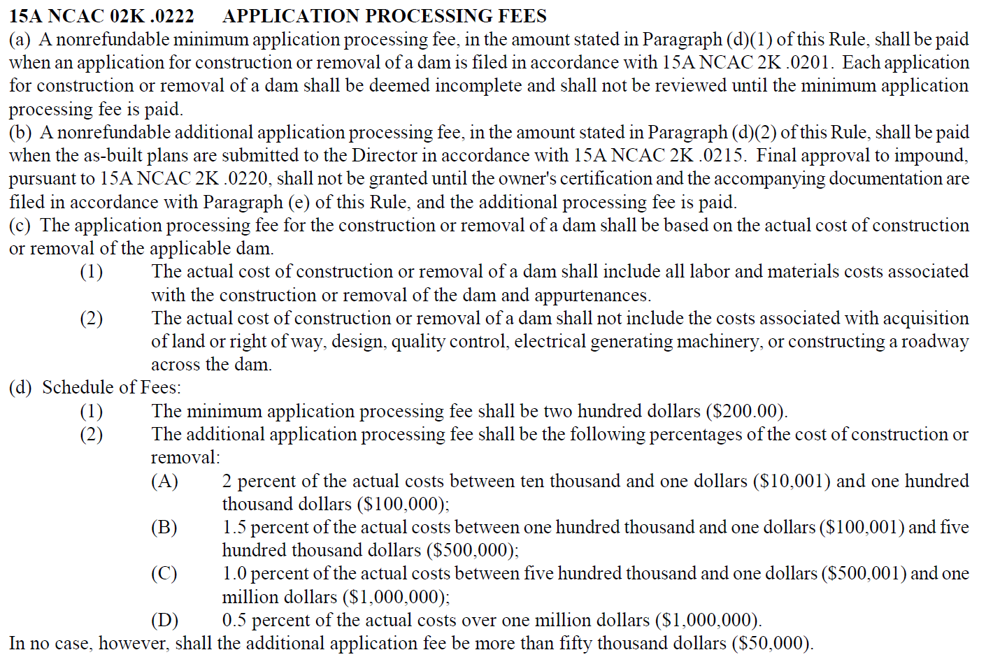 15A NCAC 02K .0222 APPLICATION PROCESSING FEES
(a) A nonrefundable minimum application processing fee, in the amount stated in Paragraph (d)(1) of this Rule, shall be paid
when an application for construction or removal of a dam is filed in accordance with 15A NCAC 2K .0201. Each application
for construction or removal of a dam shall be deemed incomplete and shall not be reviewed until the minimum application
processing fee is paid.
(b) A nonrefundable additional application processing fee, in the amount stated in Paragraph (d)(2) of this Rule, shall be paid
when the as-built plans are submitted to the Director in accordance with 15A NCAC 2K .0215. Final approval to impound,
pursuant to 15A NCAC 2K .0220, shall not be granted until the owner's certification and the accompanying documentation are
filed in accordance with Paragraph (e) of this Rule, and the additional processing fee is paid.
(c) The application processing fee for the construction or removal of a dam shall be based on the actual cost of construction
or removal of the applicable dam.
(1) The actual cost of construction or removal of a dam shall include all labor and materials costs associated
with the construction or removal of the dam and appurtenances.
(2) The actual cost of construction or removal of a dam shall not include the costs associated with acquisition
of land or right of way, design, quality control, electrical generating machinery, or constructing a roadway
across the dam.
(d) Schedule of Fees:
(1) The minimum application processing fee shall be two hundred dollars ($200.00).
(2) The additional application processing fee shall be the following percentages of the cost of construction or
removal:
(A) 2 percent of the actual costs between ten thousand and one dollars ($10,001) and one hundred
thousand dollars ($100,000);
(B) 1.5 percent of the actual costs between one hundred thousand and one dollars ($100,001) and five
hundred thousand dollars ($500,000);
(C) 1.0 percent of the actual costs between five hundred thousand and one dollars ($500,001) and one
million dollars ($1,000,000);
(D) 0.5 percent of the actual costs over one million dollars ($1,000,000).
In no case, however, shall the additional application fee be more than fifty thousand dollars ($50,000).